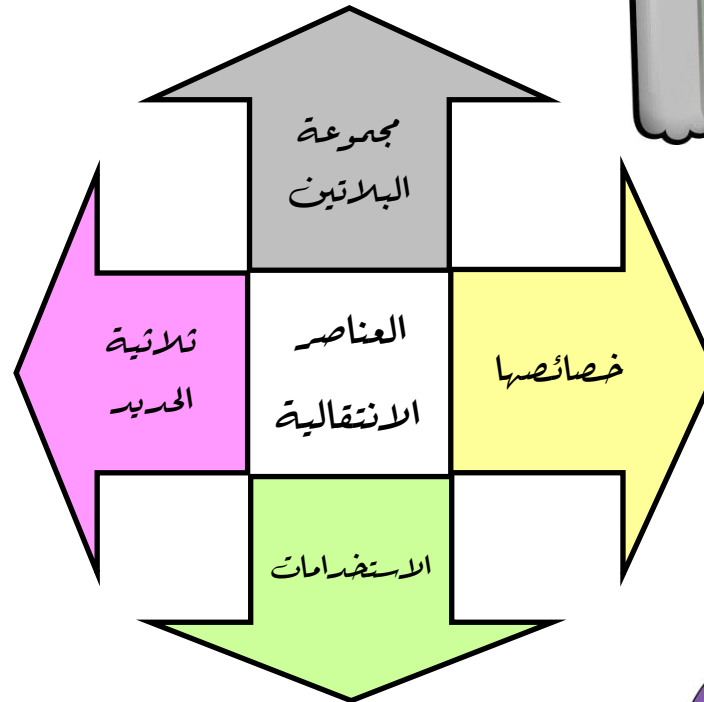 مجموعة
البلاتين
العناصر
الانتقالية
خصائصها
ثلاثية
الحديد
الاستخدامات